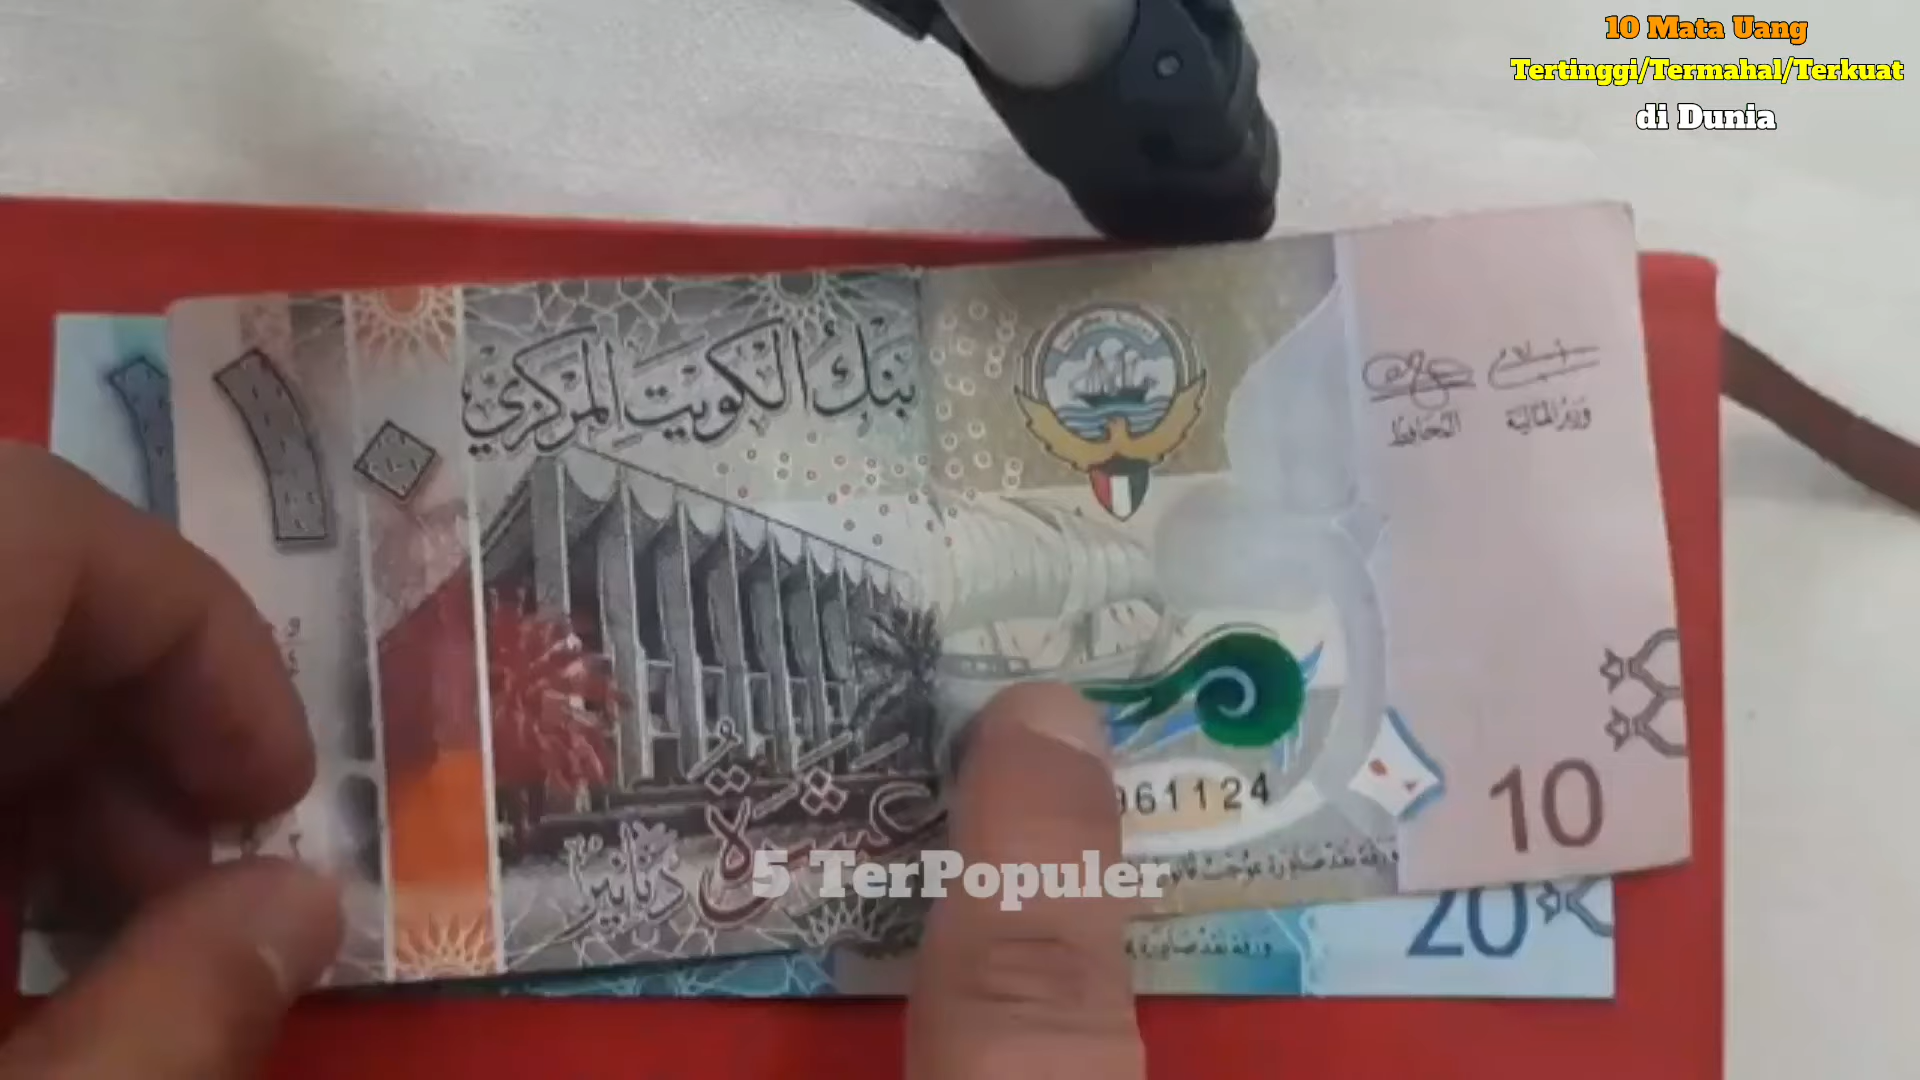 10 Mata Uang
Tertinggi/Termahal/Terkuat
di Dunia
بنك الكويت المركزي
وزير المالية
المحافظ
١٠
عشرة
دنانير
961124
10
5 TerPopuler
20